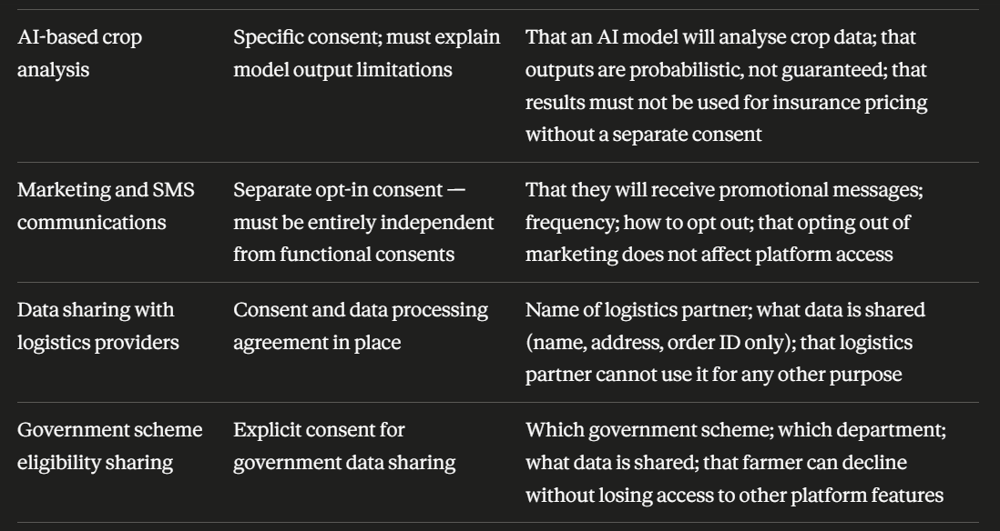 AI-based crop
analysis
Specific consent; must explain
model output limitations
That an AI model will analyse crop data; that
outputs are probabilistic, not guaranteed; that
results must not be used for insurance pricing
without a separate consent
Marketing and SMS
communications
Separate opt-in consent —
must be entirely independent
from functional consents
That they will receive promotional messages;
frequency; how to opt out; that opting out of
marketing does not affect platform access
Data sharing with
logistics providers
Consent and data processing
agreement in place
Name of logistics partner; what data is shared
(name, address, order ID only); that logistics
partner cannot use it for any other purpose
Government scheme
eligibility sharing
Explicit consent for
government data sharing
Which government scheme; which department;
what data is shared; that farmer can decline
without losing access to other platform features